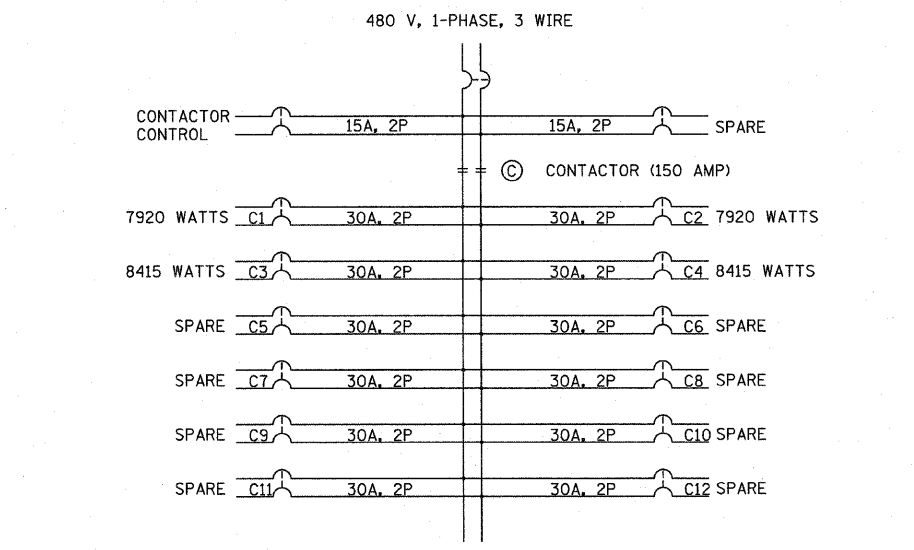 480 V, 1-PHASE, 3 WIRE
CONTACTOR
CONTROL
15A, 2P 15A, 2P SPARE
C CONTACTOR (150 AMP)
7920 WATTS C1 30A, 2P 30A, 2P C2 7920 WATTS
8415 WATTS C3 30A, 2P 30A, 2P C4 8415 WATTS
SPARE C5 30A, 2P 30A, 2P C6 SPARE
SPARE C7 30A, 2P 30A, 2P C8 SPARE
SPARE C9 30A, 2P 30A, 2P C10 SPARE
SPARE C11 30A, 2P 30A, 2P C12 SPARE